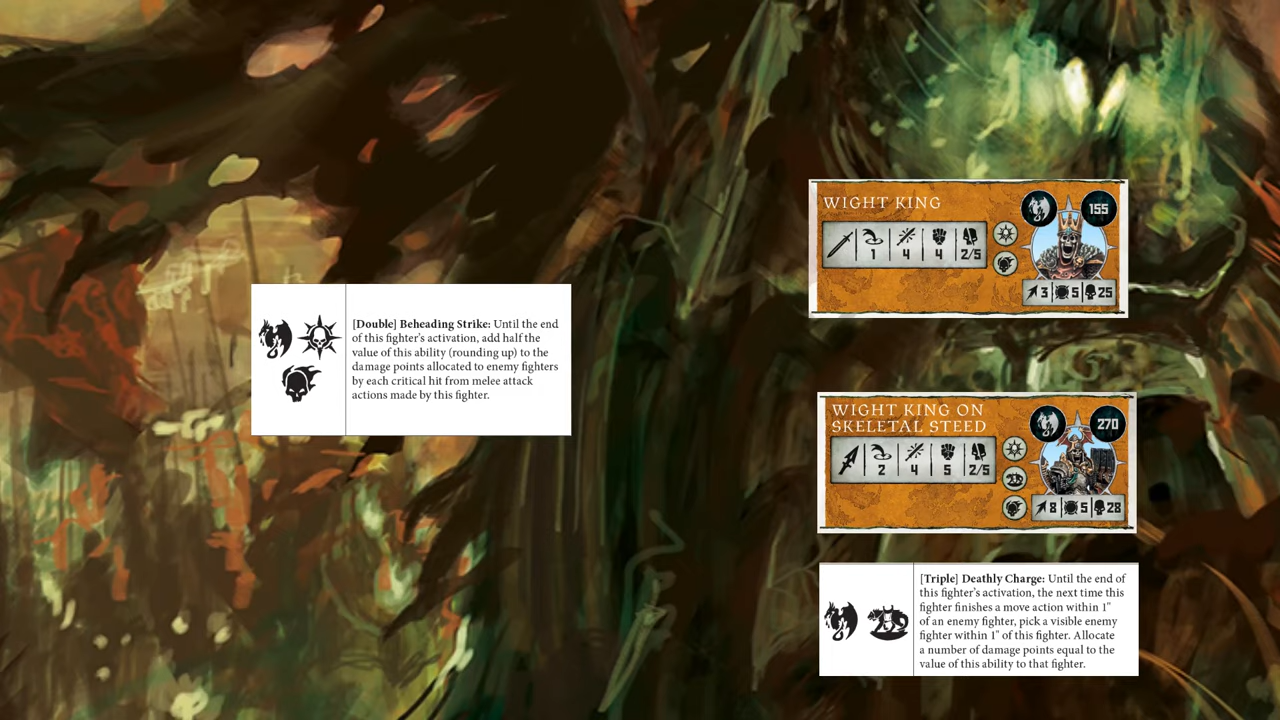 [Double] Beheading Strike: Until the end
of this fighter's activation, add half the
value of this ability (rounding up) to the
damage points allocated to enemy fighters
by each critical hit from melee attack
actions made by this fighter.
WIGHT KING
155
1 4 4 2/5
3 5 25
WIGHT KING ON
SKELETAL STEED
270
2 4 5 2/5
8 5 28
[Triple] Deathly Charge: Until the end of
this fighter's activation, the next time this
fighter finishes a move action within 1"
of an enemy fighter, pick a visible enemy
fighter within 1" of this fighter. Allocate
a number of damage points equal to the
value of this ability to that fighter.